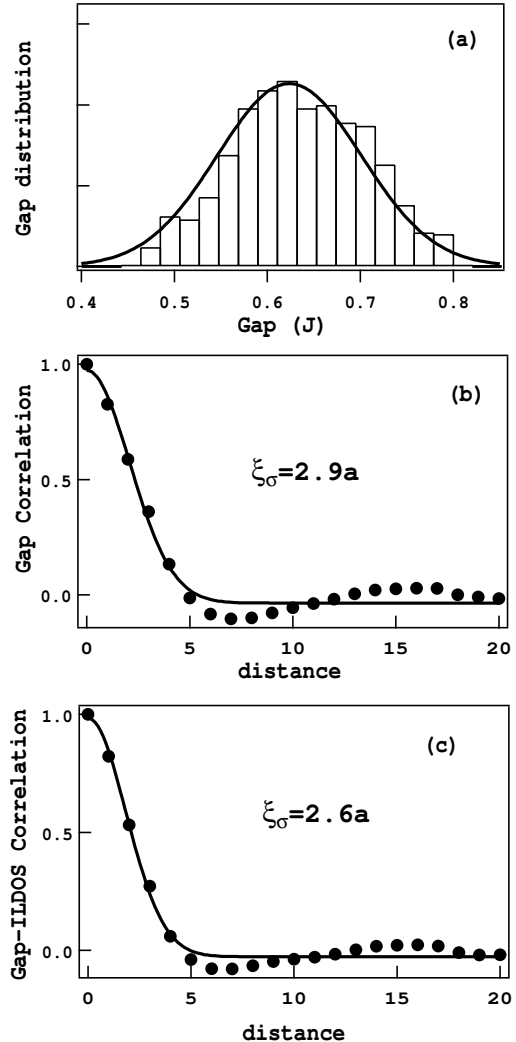 (a)
Gap distribution
0.4 0.5 0.6 0.7 0.8
Gap (J)
(b)
Gap Correlation
1.0
0.5
0.0
ξσ=2.9a
0 5 10 15 20
distance
(c)
Gap-ILDOS Correlation
1.0
0.5
0.0
ξσ=2.6a
0 5 10 15 20
distance